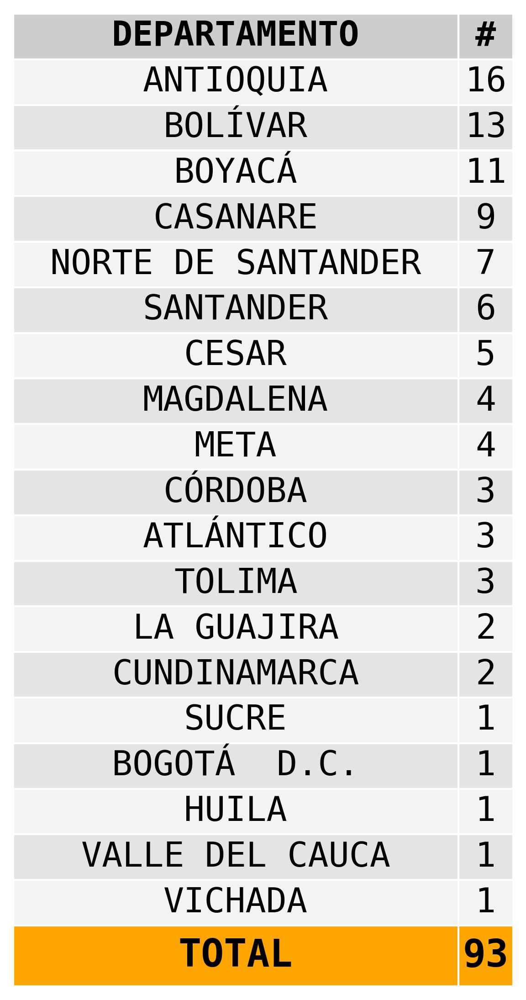 DEPARTAMENTO #
ANTIOQUIA 16
BOLÍVAR 13
BOYACÁ 11
CASANARE 9
NORTE DE SANTANDER 7
SANTANDER 6
CESAR 5
MAGDALENA 4
META 4
CÓRDOBA 3
ATLÁNTICO 3
TOLIMA 3
LA GUAJIRA 2
CUNDINAMARCA 2
SUCRE 1
BOGOTÁ  D.C. 1
HUILA 1
VALLE DEL CAUCA 1
VICHADA 1
TOTAL 93